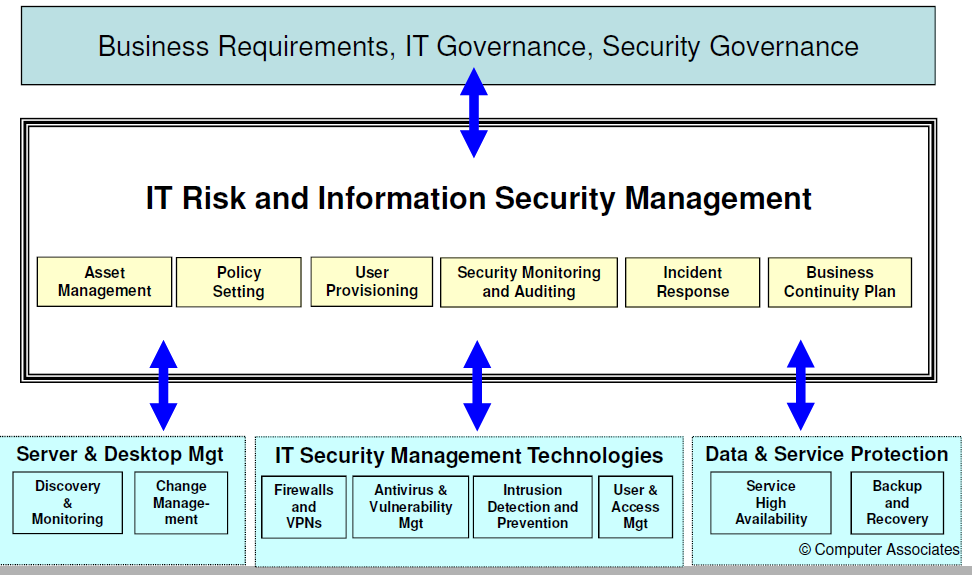 Business Requirements, IT Governance, Security Governance
IT Risk and Information Security Management
Asset
Management
Policy
Setting
User
Provisioning
Security Monitoring
and Auditing
Incident
Response
Business
Continuity Plan
Server & Desktop Mgt
Discovery
&
Monitoring
Change
Manage-
ment
IT Security Management Technologies
Firewalls
and
VPNs
Antivirus &
Vulnerability
Mgt
Intrusion
Detection and
Prevention
User &
Access
Mgt
Data & Service Protection
Service
High
Availability
Backup
and
Recovery
© Computer Associates